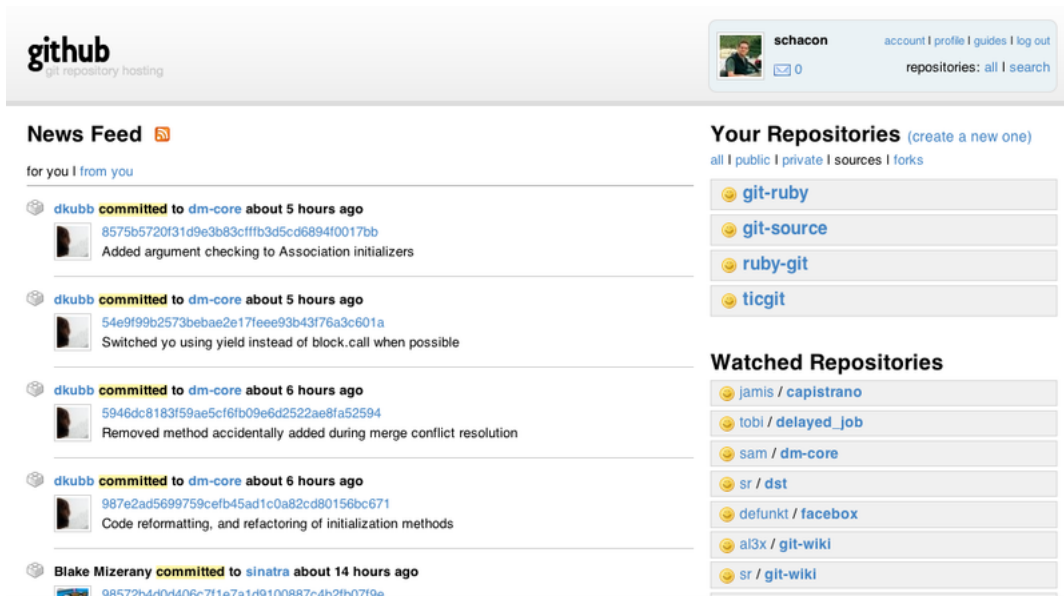 github
git repository hosting
schacon
account | profile | guides | log out
0
repositories: all | search
News Feed
for you | from you
dkubb committed to dm-core about 5 hours ago
8575b5720f31d9e3b83cfffb3d5cd6894f0017bb
Added argument checking to Association initializers
dkubb committed to dm-core about 5 hours ago
54e9f99b2573bebae2e17feee93b43f76a3c601a
Switched yo using yield instead of block.call when possible
dkubb committed to dm-core about 6 hours ago
5946dc8183f59ae5cf6fb09e6d2522ae8fa52594
Removed method accidentally added during merge conflict resolution
dkubb committed to dm-core about 6 hours ago
987e2ad5699759cefb45ad1c0a82cd80156bc671
Code reformatting, and refactoring of initialization methods
Blake Mizerany committed to sinatra about 14 hours ago
98572b4d0d406c7f1e7a1d9100887c4b2fb07f9e
Your Repositories (create a new one)
all | public | private | sources | forks
git-ruby
git-source
ruby-git
ticgit
Watched Repositories
jamis / capistrano
tobi / delayed_job
sam / dm-core
sr / dst
defunkt / facebox
al3x / git-wiki
sr / git-wiki